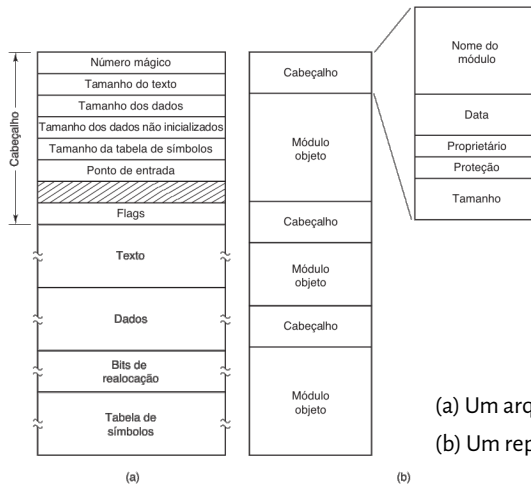 Cabeçalho
Número mágico
Tamanho do texto
Tamanho dos dados
Tamanho dos dados não inicializados
Tamanho da tabela de símbolos
Ponto de entrada
Flags
Texto
Dados
Bits de
realocação
Tabela de
símbolos
(a)
Cabeçalho
Módulo
objeto
Cabeçalho
Módulo
objeto
Cabeçalho
Módulo
objeto
(b)
Nome do
módulo
Data
Proprietário
Proteção
Tamanho
(a) Um arq
(b) Um rep